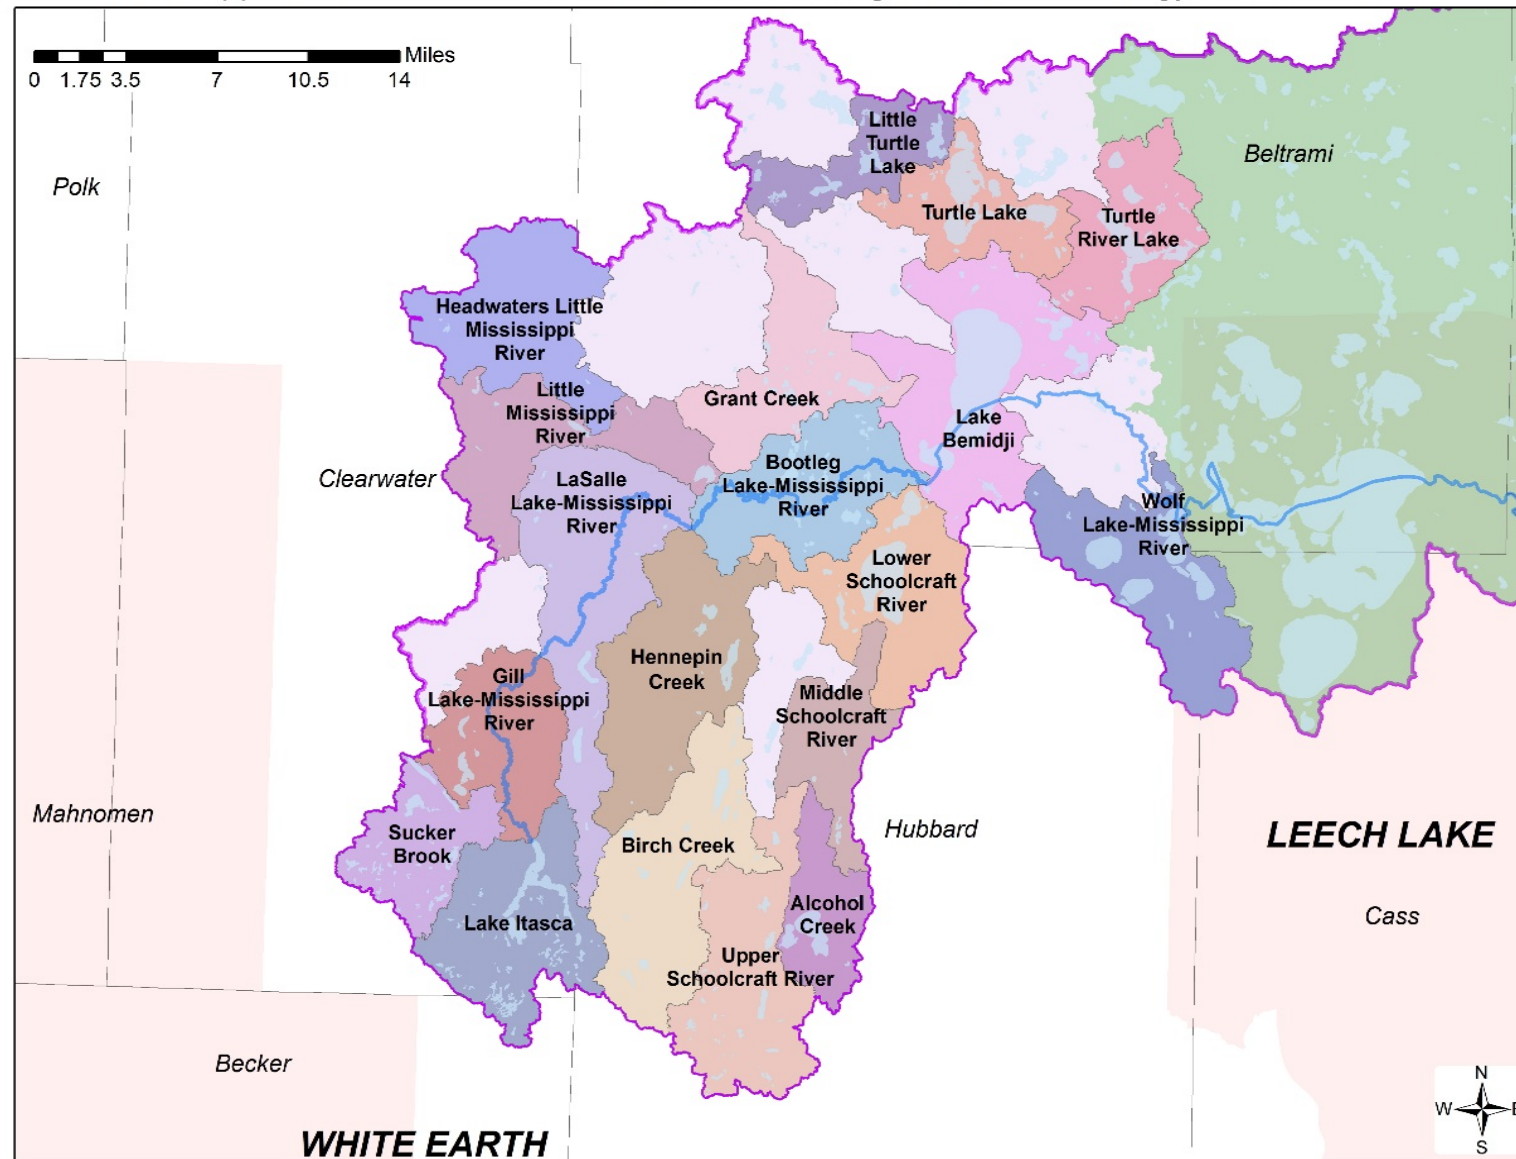 Miles
0 1.75 3.5 7 10.5 14
Little
Turtle
Lake
Beltrami
Polk
Turtle Lake
Turtle
River Lake
Headwaters Little
Mississippi
River
Little
Mississippi
River
Grant Creek
Lake
Bemidji
Clearwater
Bootleg
Lake-Mississippi
River
LaSalle
Lake-Mississippi
River
Wolf
Lake-Mississippi
River
Lower
Schoolcraft
River
Hennepin
Creek
Gill
Lake-Mississippi
River
Middle
Schoolcraft
River
Mahnomen
Sucker
Brook
Birch Creek
Hubbard
LEECH LAKE
Lake Itasca
Alcohol
Creek
Cass
Upper
Schoolcraft River
Becker
WHITE EARTH
N
W E
S